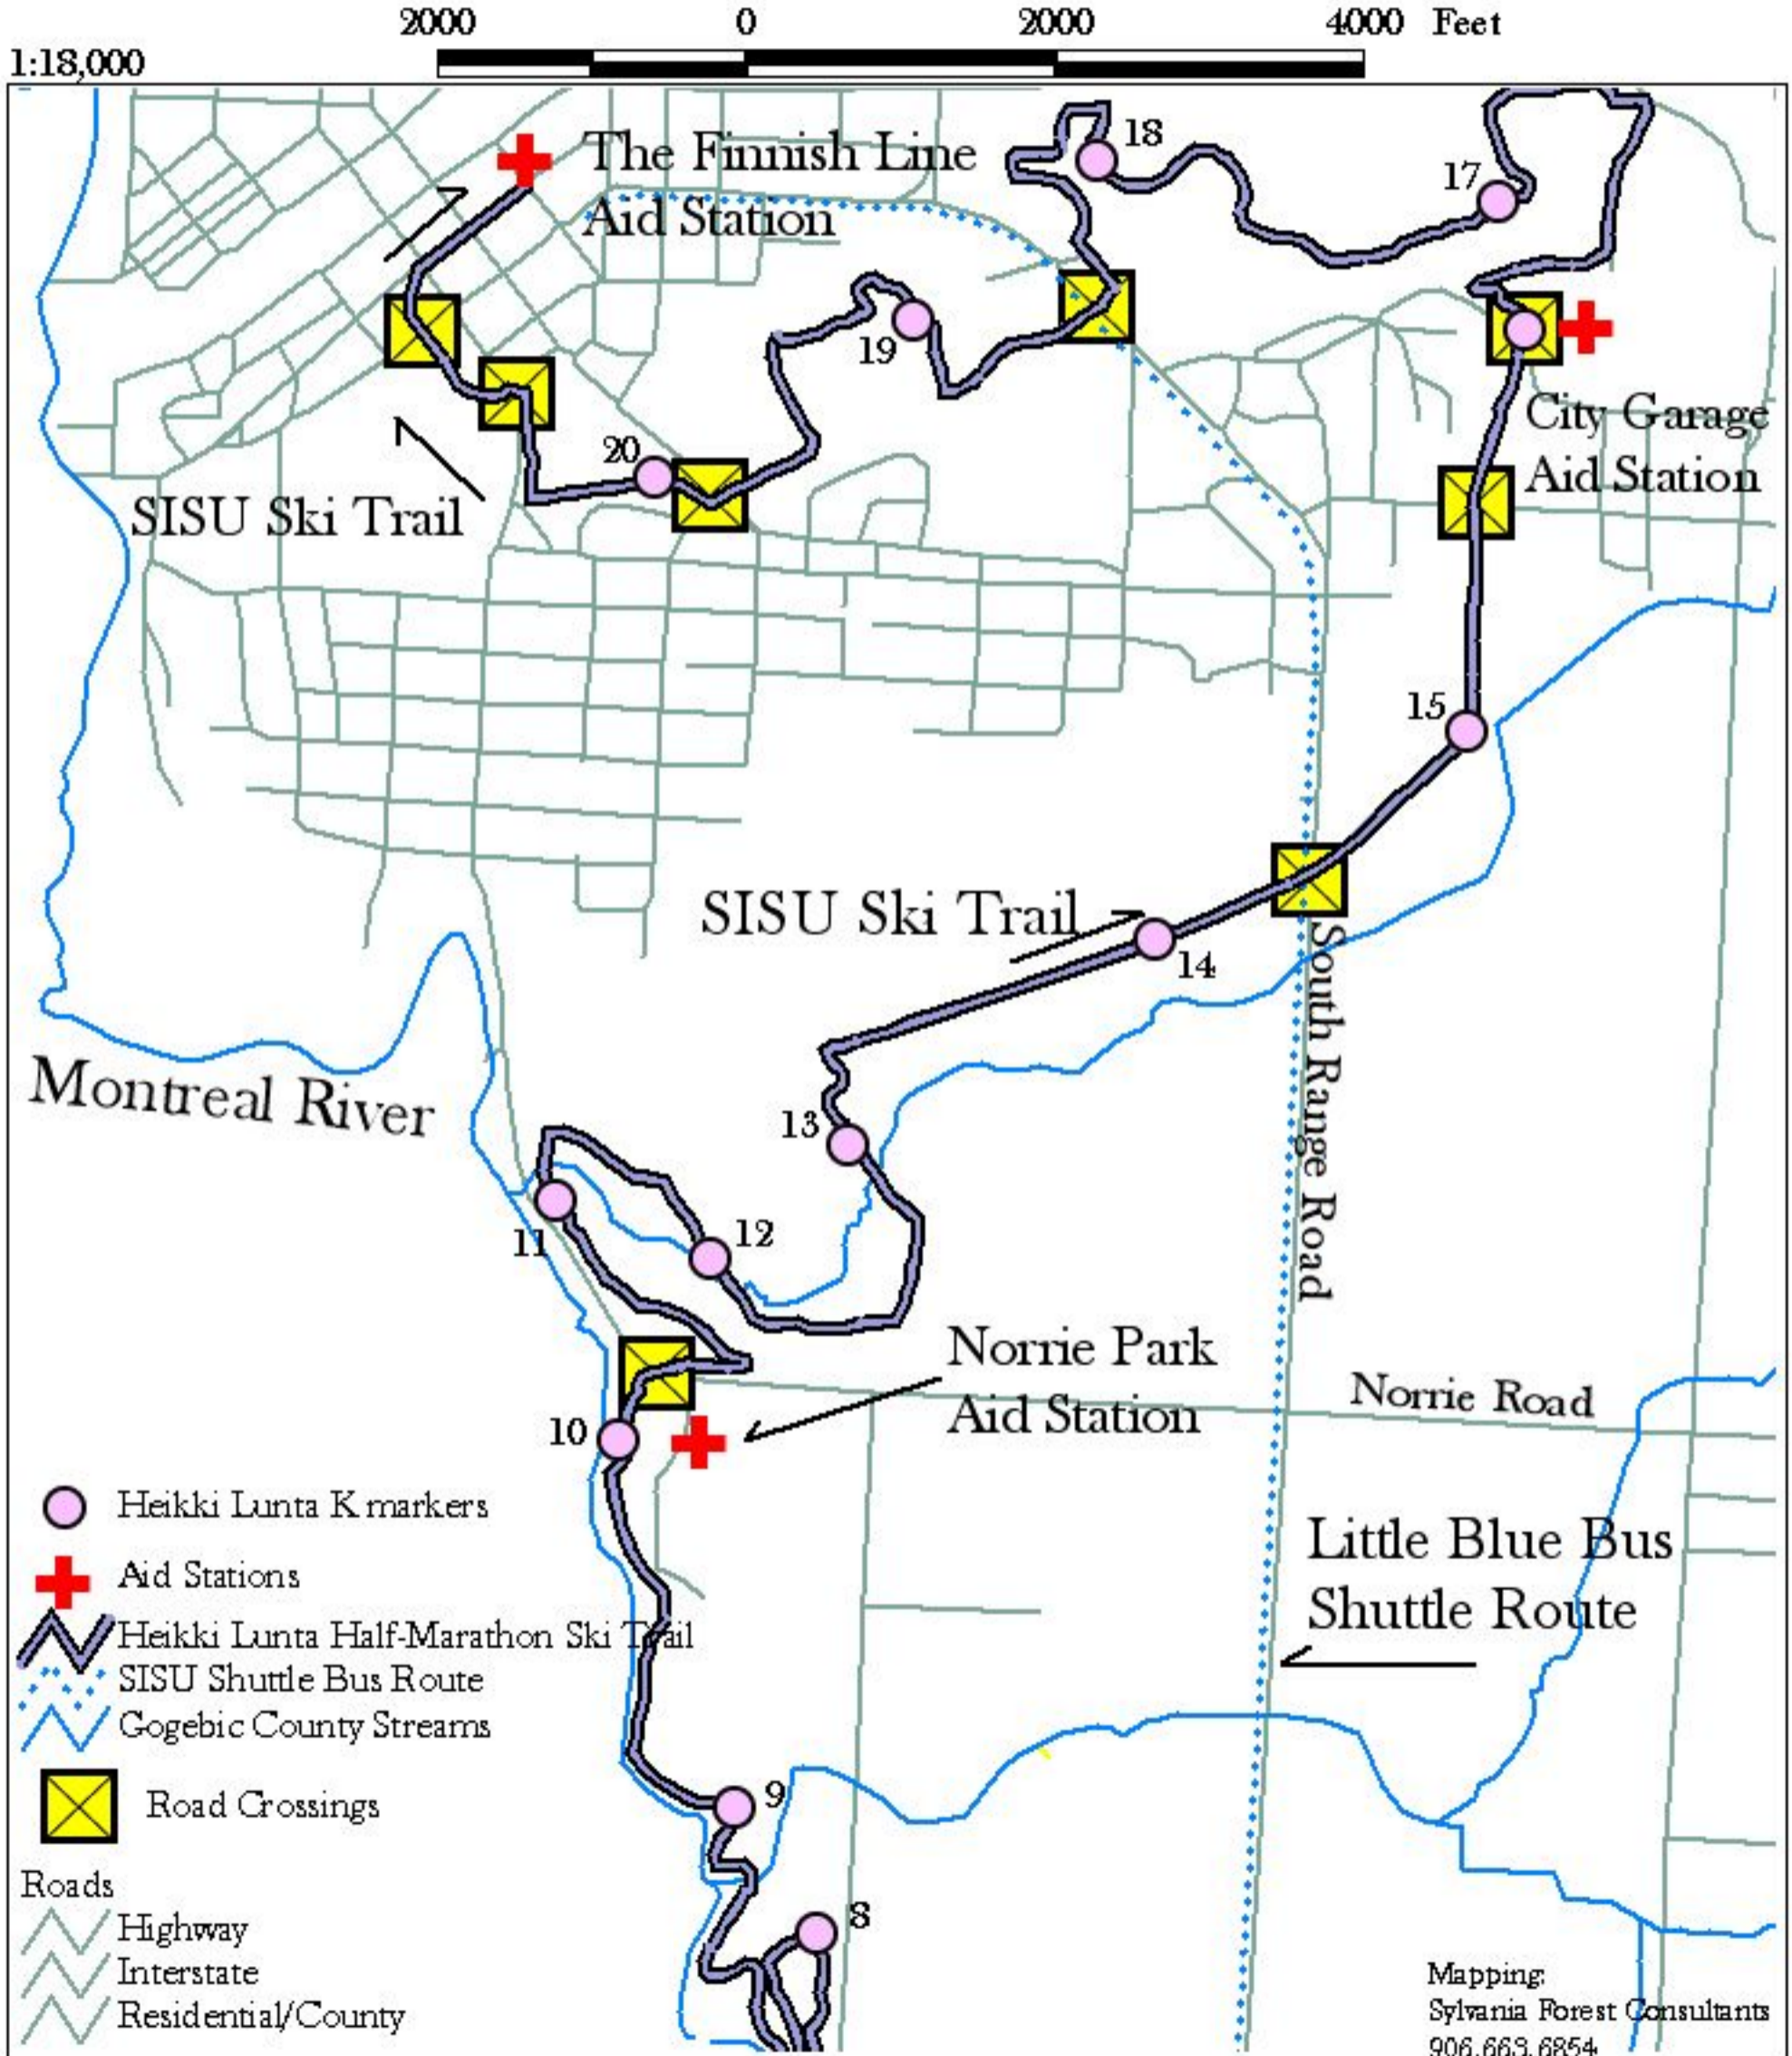 2000 0 2000 4000 Feet
1:18,000
The Finnish Line
Aid Station
18
17
19
City Garage
Aid Station
20
SISU Ski Trail
15
SISU Ski Trail
14
South Range Road
Montreal River
13
12
11
Norrie Park
Aid Station
Norrie Road
10
Heikki Lunta K markers
Aid Stations
Heikki Lunta Half-Marathon Ski Trail
SISU Shuttle Bus Route
Gogebic County Streams
Road Crossings
Little Blue Bus
Shuttle Route
9
8
Roads
Highway
Interstate
Residential/County
Mapping:
Sylvania Forest Consultants
906.663.6854